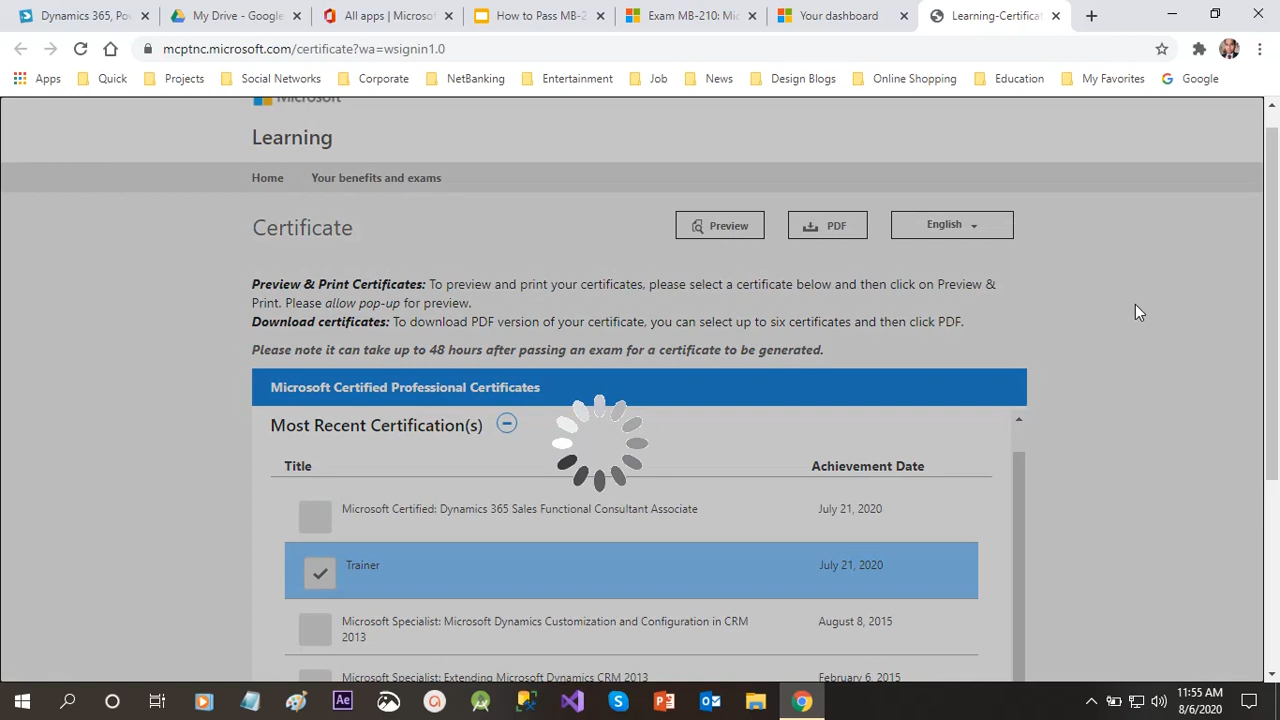 Dynamics 365, Po
My Drive - Google
All apps | Microso
How to Pass MB-2
Exam MB-210: Mic
Your dashboard
Learning-Certifica
mcptnc.microsoft.com/certificate?wa=wsignin1.0
Apps
Quick
Projects
Social Networks
Corporate
NetBanking
Entertainment
Job
News
Design Blogs
Online Shopping
Education
My Favorites
Google
Microsoft
Learning
Home
Your benefits and exams
Certificate
Preview
PDF
English
Preview & Print Certificates: To preview and print your certificates, please select a certificate below and then click on Preview &
Print. Please allow pop-up for preview.
Download certificates: To download PDF version of your certificate, you can select up to six certificates and then click PDF.
Please note it can take up to 48 hours after passing an exam for a certificate to be generated.
Microsoft Certified Professional Certificates
Most Recent Certification(s)
Title
Achievement Date
Microsoft Certified: Dynamics 365 Sales Functional Consultant Associate
July 21, 2020
Trainer
July 21, 2020
Microsoft Specialist: Microsoft Dynamics Customization and Configuration in CRM
2013
August 8, 2015
Microsoft Specialist: Extending Microsoft Dynamics CRM 2013
February 6, 2015
Ae
11:55 AM
8/6/2020